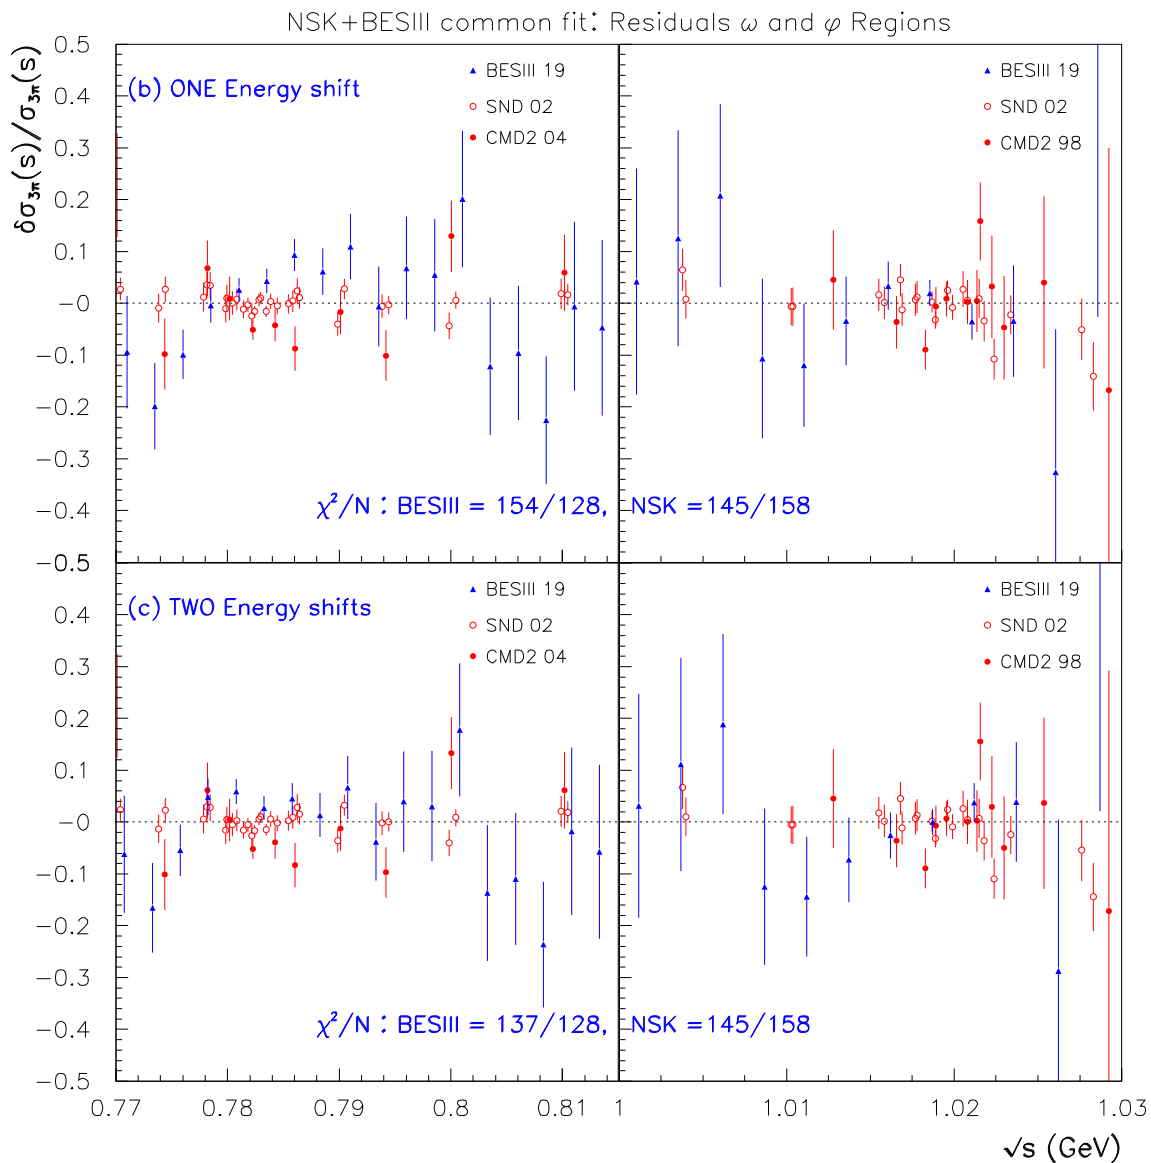 NSK+BESIII common fit: Residuals ω and φ Regions
δσ₃π(s)/σ₃π(s)
(b) ONE Energy shift
BESIII 19
SND 02
CMD2 04
BESIII 19
SND 02
CMD2 98
0.5
0.4
0.3
0.2
0.1
−0
−0.1
−0.2
−0.3
−0.4
−0.5
χ²/N : BESIII = 154/128, NSK =145/158
(c) TWO Energy shifts
BESIII 19
SND 02
CMD2 04
BESIII 19
SND 02
CMD2 98
0.4
0.3
0.2
0.1
−0
−0.1
−0.2
−0.3
−0.4
−0.5
χ²/N : BESIII = 137/128, NSK =145/158
0.77 0.78 0.79 0.8 0.81 1 1.01 1.02 1.03
√s (GeV)